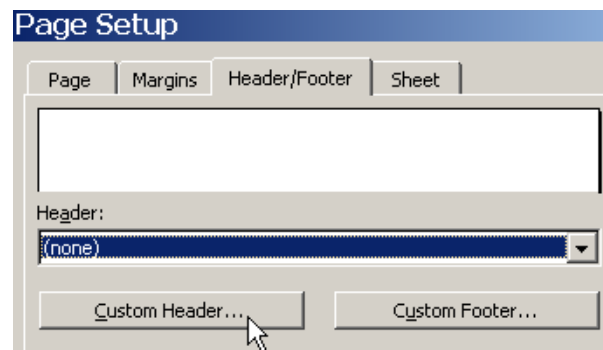 Page Setup
Page Margins Header/Footer Sheet
Header:
(none)
Custom Header... Custom Footer...